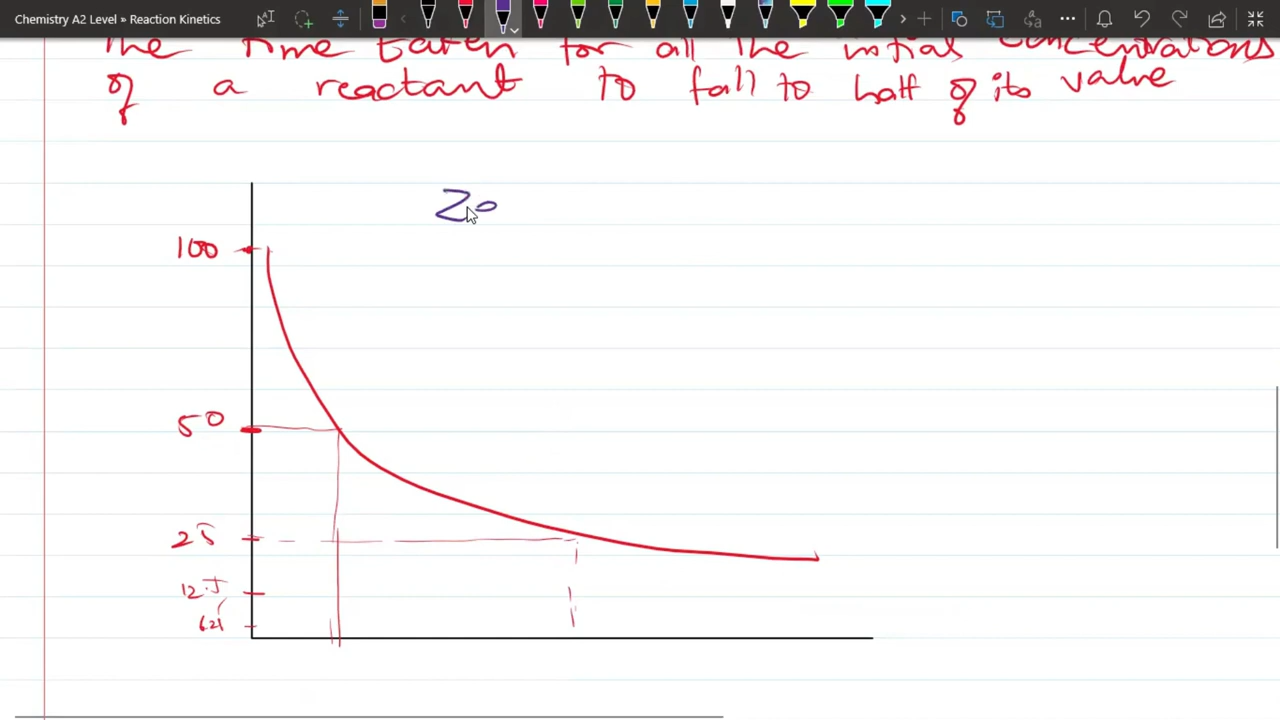 Chemistry A2 Level » Reaction Kinetics
The time taken for all the initial concentrations
of a reactant to fall to half of its value
Ze
100
50
25
12.5
6.25